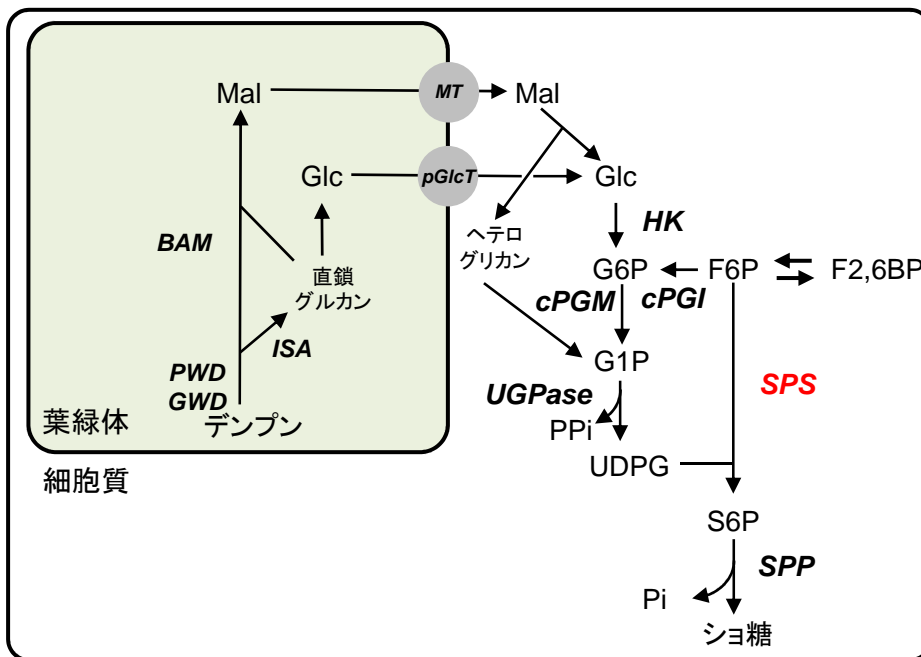 Mal
MT
Mal
Glc
pGlcT
Glc
BAM
ヘテロ
グリカン
HK
直鎖
グルカン
G6P
F6P
F2,6BP
cPGM
cPGI
ISA
G1P
PWD
GWD
UGPase
SPS
デンプン
葉緑体
PPi
UDPG
細胞質
S6P
SPP
Pi
ショ糖